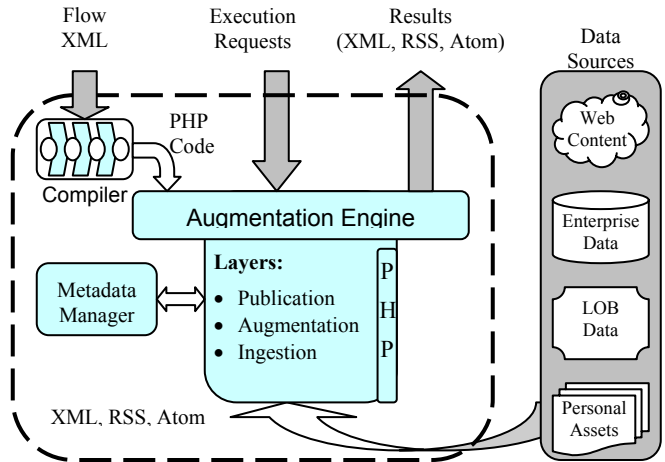 Flow
XML
Execution
Requests
Results
(XML, RSS, Atom)
Data
Sources
PHP
Code
Compiler
Web
Content
Augmentation Engine
Enterprise
Data
Layers:
• Publication
• Augmentation
• Ingestion
P
H
P
Metadata
Manager
LOB
Data
XML, RSS, Atom
Personal
Assets